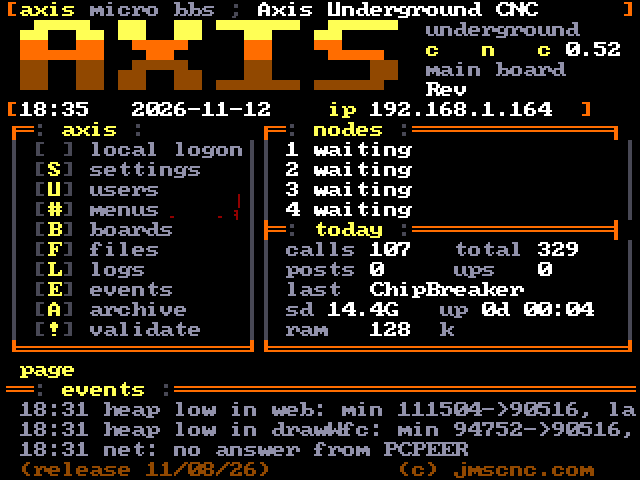 [axis micro bbs ; Axis Underground CNC ]
AXIS
underground
c n c 0.52
main board
Rev
[18:35 2026-11-12 ip 192.168.1.164 ]
: axis :
[ ] local logon
[S] settings
[U] users
[#] menus
[B] boards
[F] files
[L] logs
[E] events
[A] archive
[!] validate
: nodes :
1 waiting
2 waiting
3 waiting
4 waiting
: today :
calls 107 total 329
posts 0 ups 0
last ChipBreaker
sd 14.4G up 0d 00:04
ram 128 k
page
: events :
18:31 heap low in web: min 111504->90516, la
18:31 heap low in drawWfc: min 94752->90516,
18:31 net: no answer from PCPEER
(release 11/08/26) (c) jmscnc.com